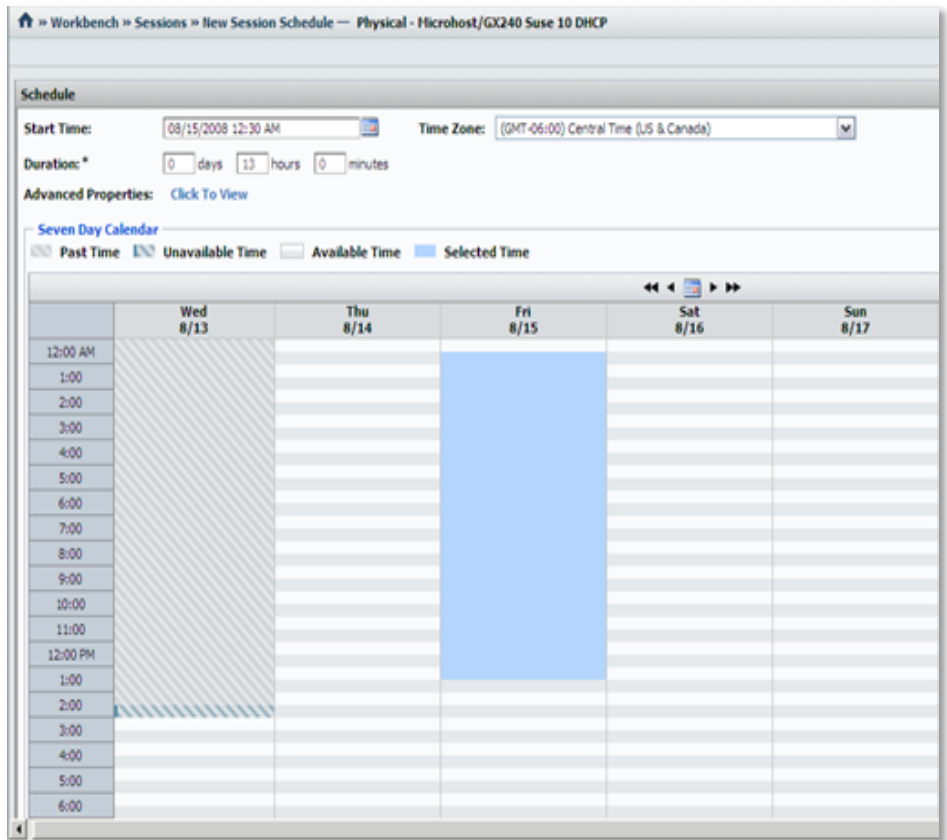 » Workbench » Sessions » New Session Schedule — Physical - Microhost/GX240 Suse 10 DHCP
Schedule
Start Time: 08/15/2008 12:30 AM Time Zone: (GMT-06:00) Central Time (US & Canada)
Duration: * 0 days 13 hours 0 minutes
Advanced Properties: Click To View
Seven Day Calendar
Past Time Unavailable Time Available Time Selected Time
Wed Thu Fri Sat Sun
8/13 8/14 8/15 8/16 8/17
12:00 AM
1:00
2:00
3:00
4:00
5:00
6:00
7:00
8:00
9:00
10:00
11:00
12:00 PM
1:00
2:00
3:00
4:00
5:00
6:00